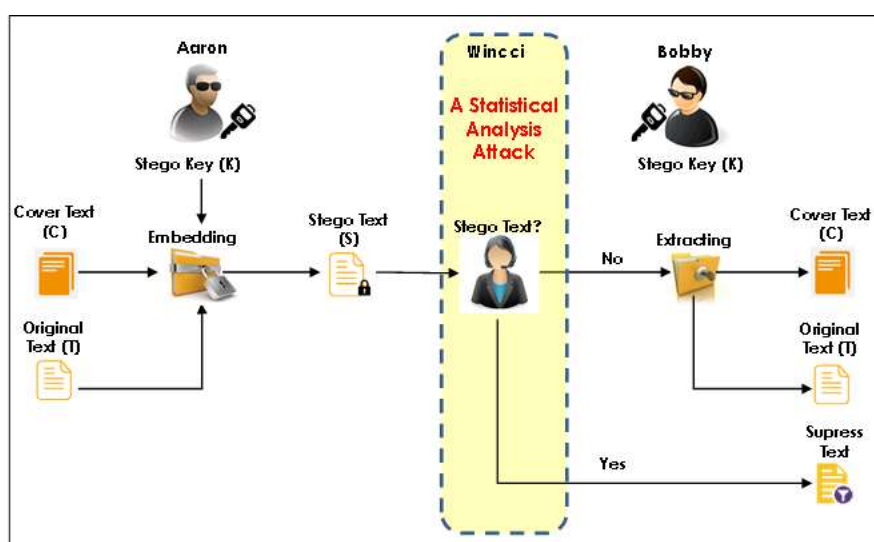 Aaron
Wincci
Bobby
A Statistical
Analysis
Attack
Stego Key (K)
Stego Key (K)
Cover Text
(C)
Embedding
Stego Text
(S)
Stego Text?
Extracting
Cover Text
(C)
No
Original
Text (T)
Original
Text (T)
Supress
Text
Yes